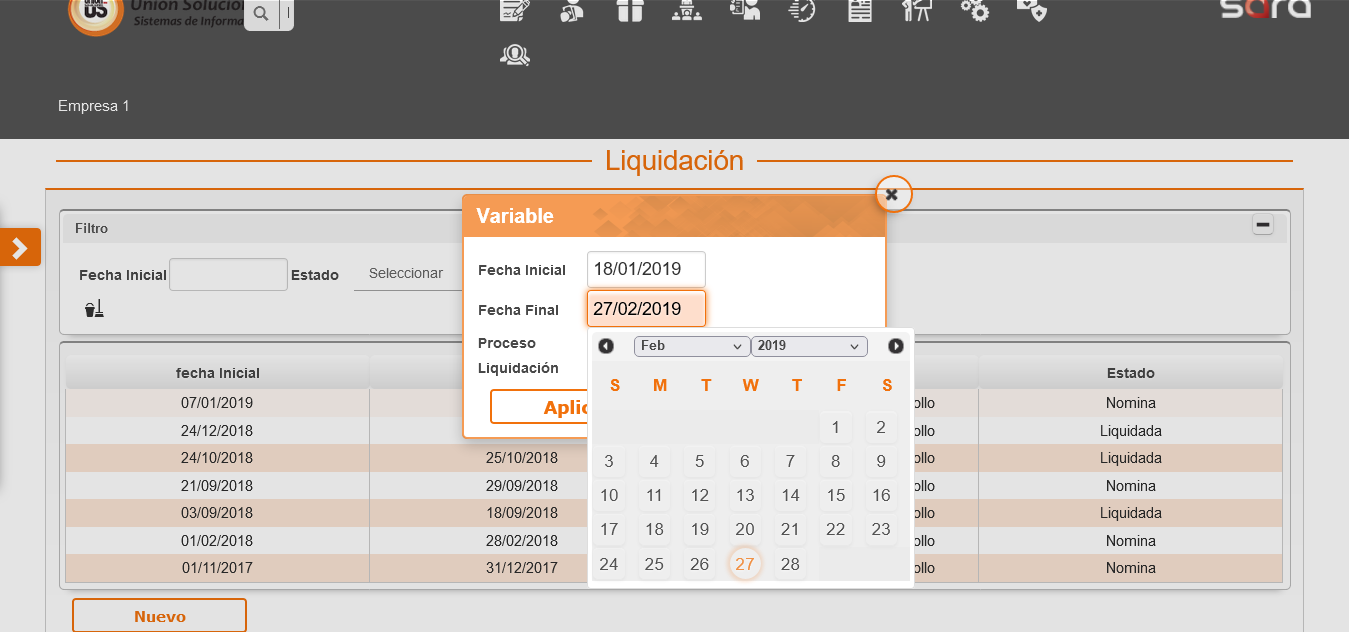 Unión Solucio
Sistemas de Informa
US
sara
Empresa 1
Liquidación
Variable
Filtro
Fecha Inicial
Estado
Seleccionar
Fecha Inicial 18/01/2019
Fecha Final 27/02/2019
Proceso
Liquidación
Aplic
Feb 2019
S M T W T F S
1 2
3 4 5 6 7 8 9
10 11 12 13 14 15 16
17 18 19 20 21 22 23
24 25 26 27 28
fecha Inicial Estado
07/01/2019 ollo Nomina
24/12/2018 ollo Liquidada
24/10/2018 25/10/2018 ollo Liquidada
21/09/2018 29/09/2018 ollo Nomina
03/09/2018 18/09/2018 ollo Liquidada
01/02/2018 28/02/2018 ollo Nomina
01/11/2017 31/12/2017 ollo Nomina
Nuevo